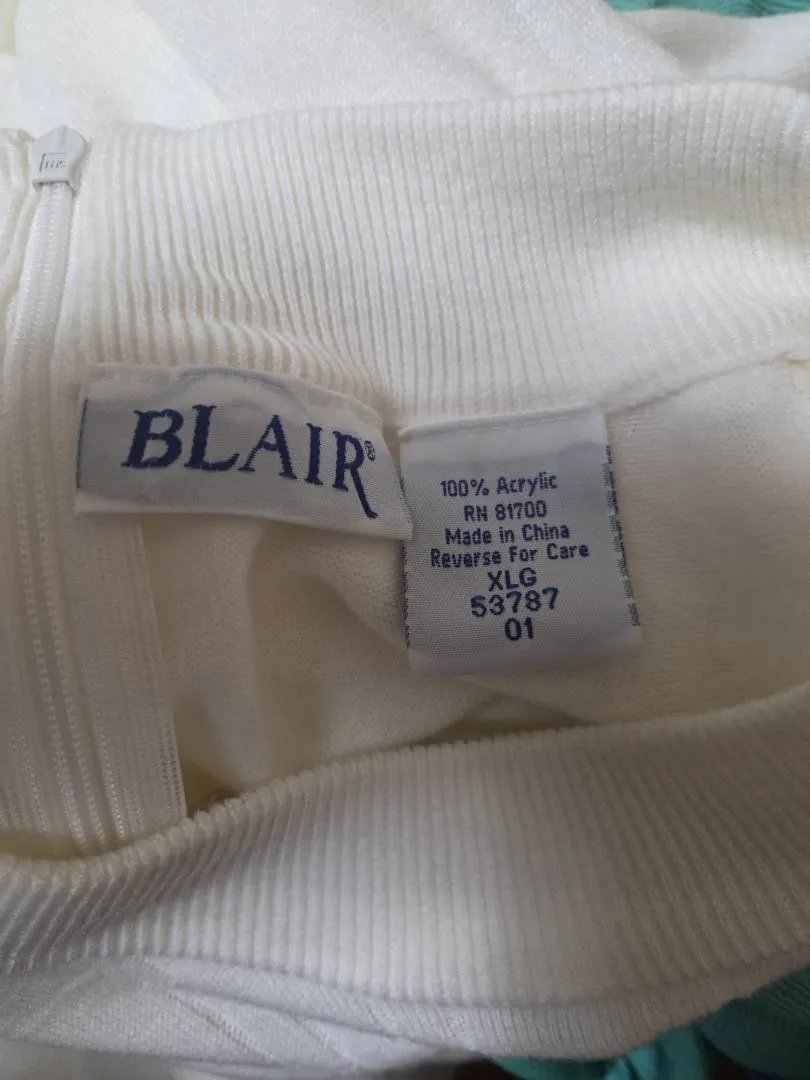 BLAIR®
100% Acrylic
RN 81700
Made in China
Reverse For Care
XLG
53787
01